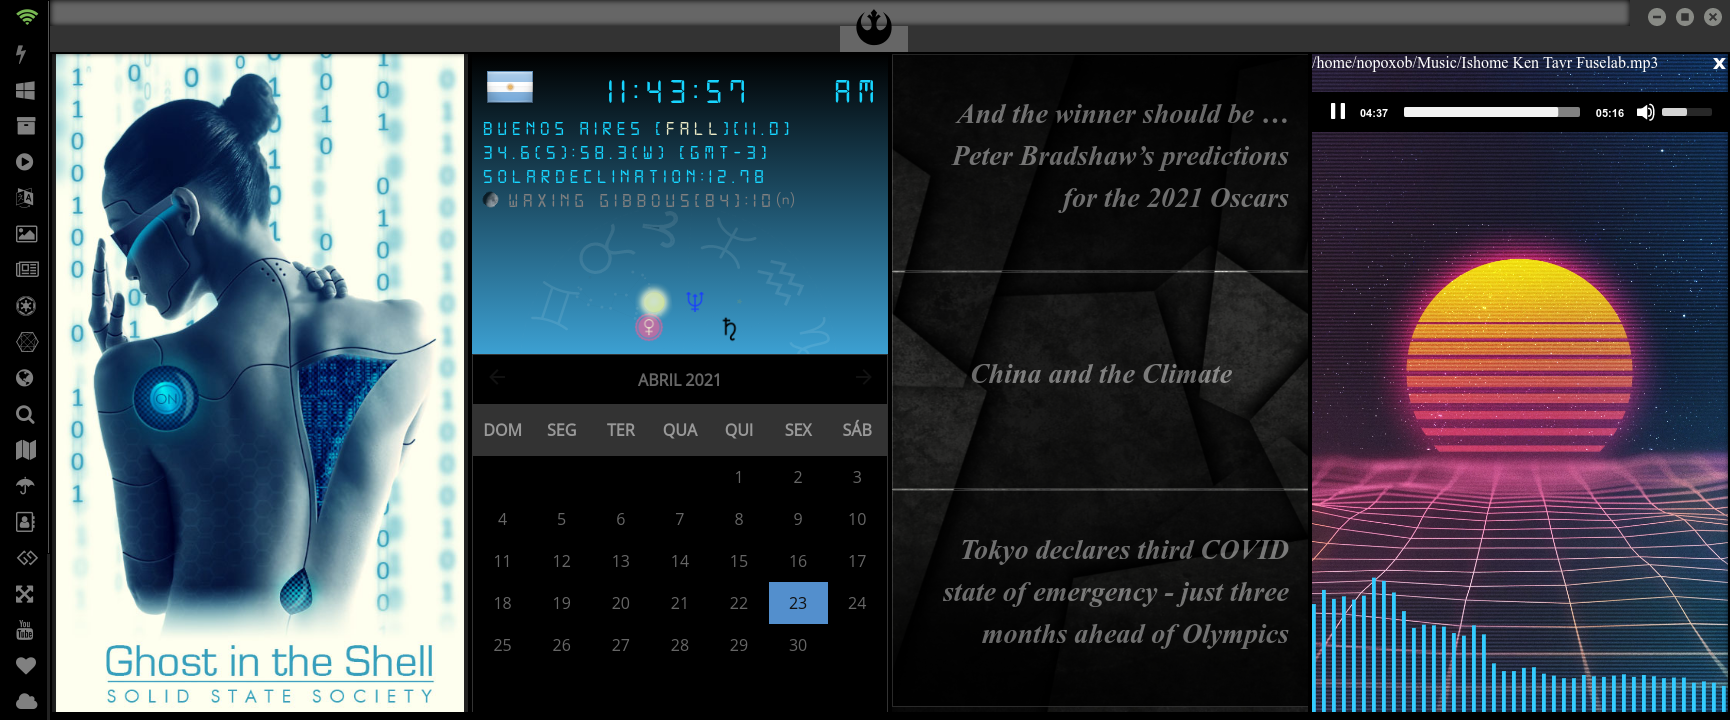 Ghost in the Shell
SOLID STATE SOCIETY
ON
11:43:57 AM
BUENOS AIRES [FALL][11.0]
34.6(S):58.3(W) [GMT-3]
SOLARDECLINATION:12.78
WAXING GIBBOUS[84]:10(n)
ABRIL 2021
DOM SEG TER QUA QUI SEX SÁB
1 2 3
4 5 6 7 8 9 10
11 12 13 14 15 16 17
18 19 20 21 22 23 24
25 26 27 28 29 30
And the winner should be …
Peter Bradshaw’s predictions
for the 2021 Oscars
China and the Climate
Tokyo declares third COVID
state of emergency - just three
months ahead of Olympics
/home/nopoxob/Music/Ishome Ken Tavr Fuselab.mp3 x
04:37 05:16
You
Tube